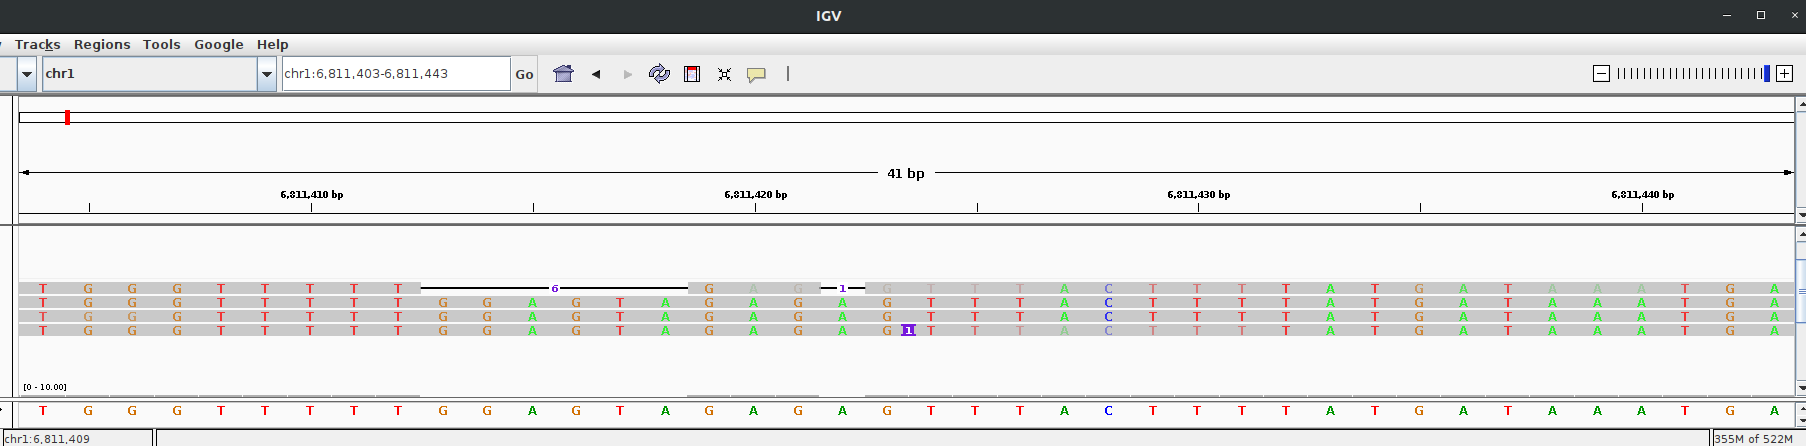 IGV
Tracks Regions Tools Google Help
chr1 chr1:6,811,403-6,811,443 Go
41 bp
6,811,410 bp 6,811,420 bp 6,811,430 bp 6,811,440 bp
T G G G T T T T T 6 G A G 1 G T T T A C T T T T A T G A T A A A T G A
T G G G T T T T T G G A G T A G A G A G T T T A C T T T T A T G A T A A A T G A
T G G G T T T T T G G A G T A G A G A G T T T A C T T T T A T G A T A A A T G A
T G G G T T T T T G G A G T A G A G A G 1 T T T A C T T T T A T G A T A A A T G A
[0 - 10.00]
T G G G T T T T T G G A G T A G A G A G T T T A C T T T T A T G A T A A A T G A
chr1:6,811,409 355M of 522M